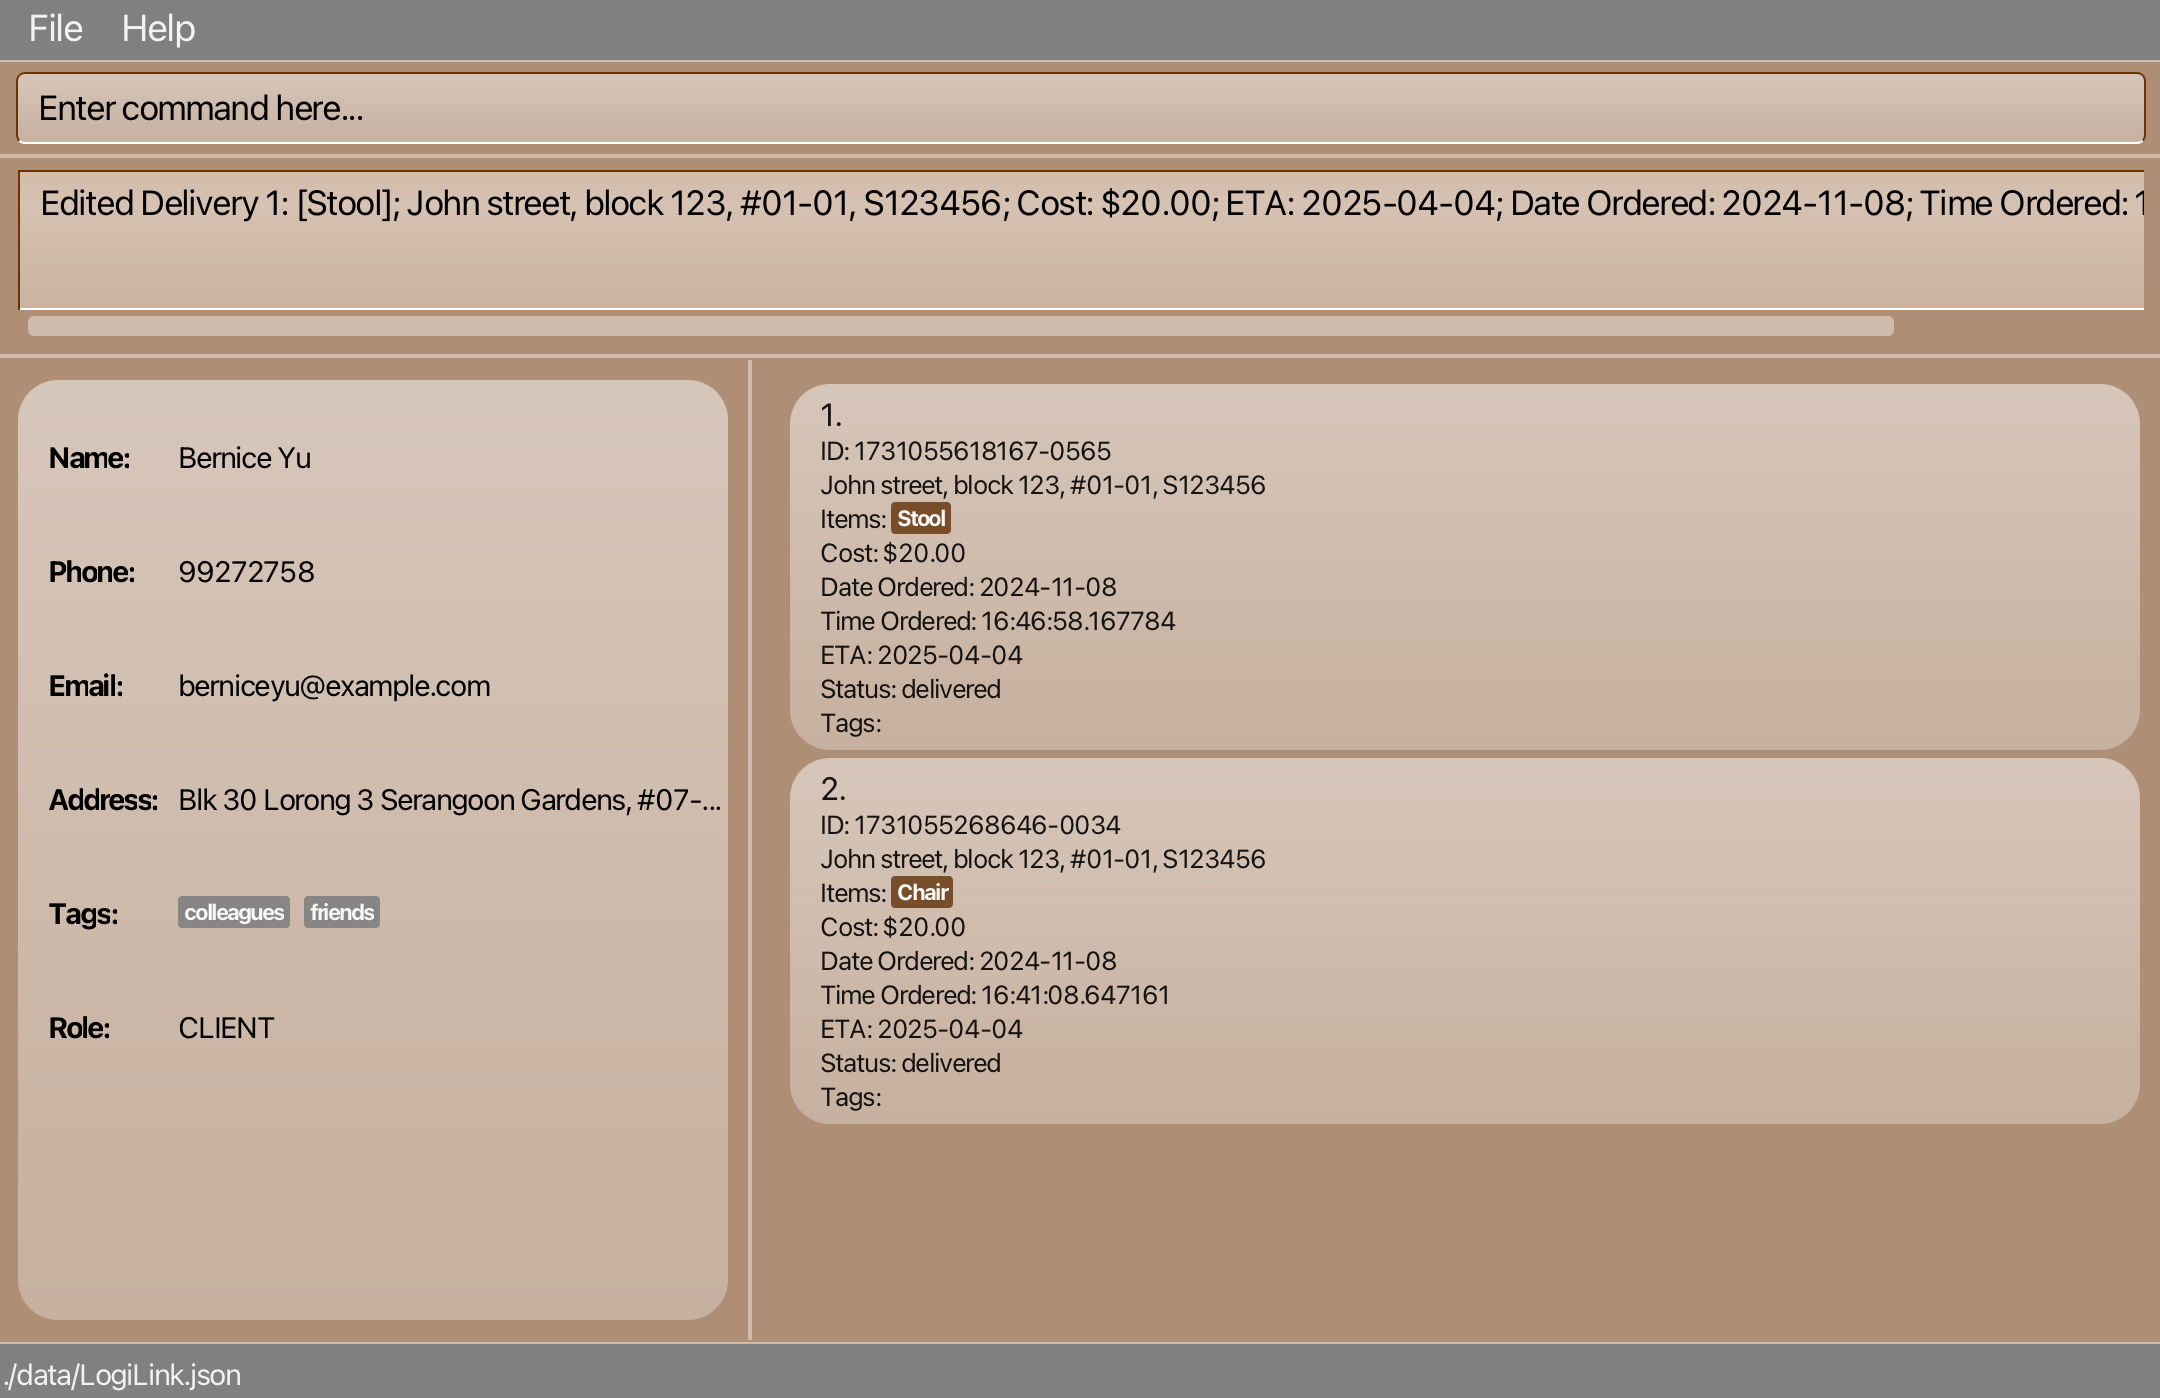 File Help
Enter command here...
Edited Delivery 1: [Stool]; John street, block 123, #01-01, S123456; Cost: $20.00; ETA: 2025-04-04; Date Ordered: 2024-11-08; Time Ordered: 1
Name: Bernice Yu
Phone: 99272758
Email: berniceyu@example.com
Address: Blk 30 Lorong 3 Serangoon Gardens, #07-...
Tags: colleagues friends
Role: CLIENT
1.
ID: 1731055618167-0565
John street, block 123, #01-01, S123456
Items: Stool
Cost: $20.00
Date Ordered: 2024-11-08
Time Ordered: 16:46:58.167784
ETA: 2025-04-04
Status: delivered
Tags:
2.
ID: 1731055268646-0034
John street, block 123, #01-01, S123456
Items: Chair
Cost: $20.00
Date Ordered: 2024-11-08
Time Ordered: 16:41:08.647161
ETA: 2025-04-04
Status: delivered
Tags:
./data/LogiLink.json